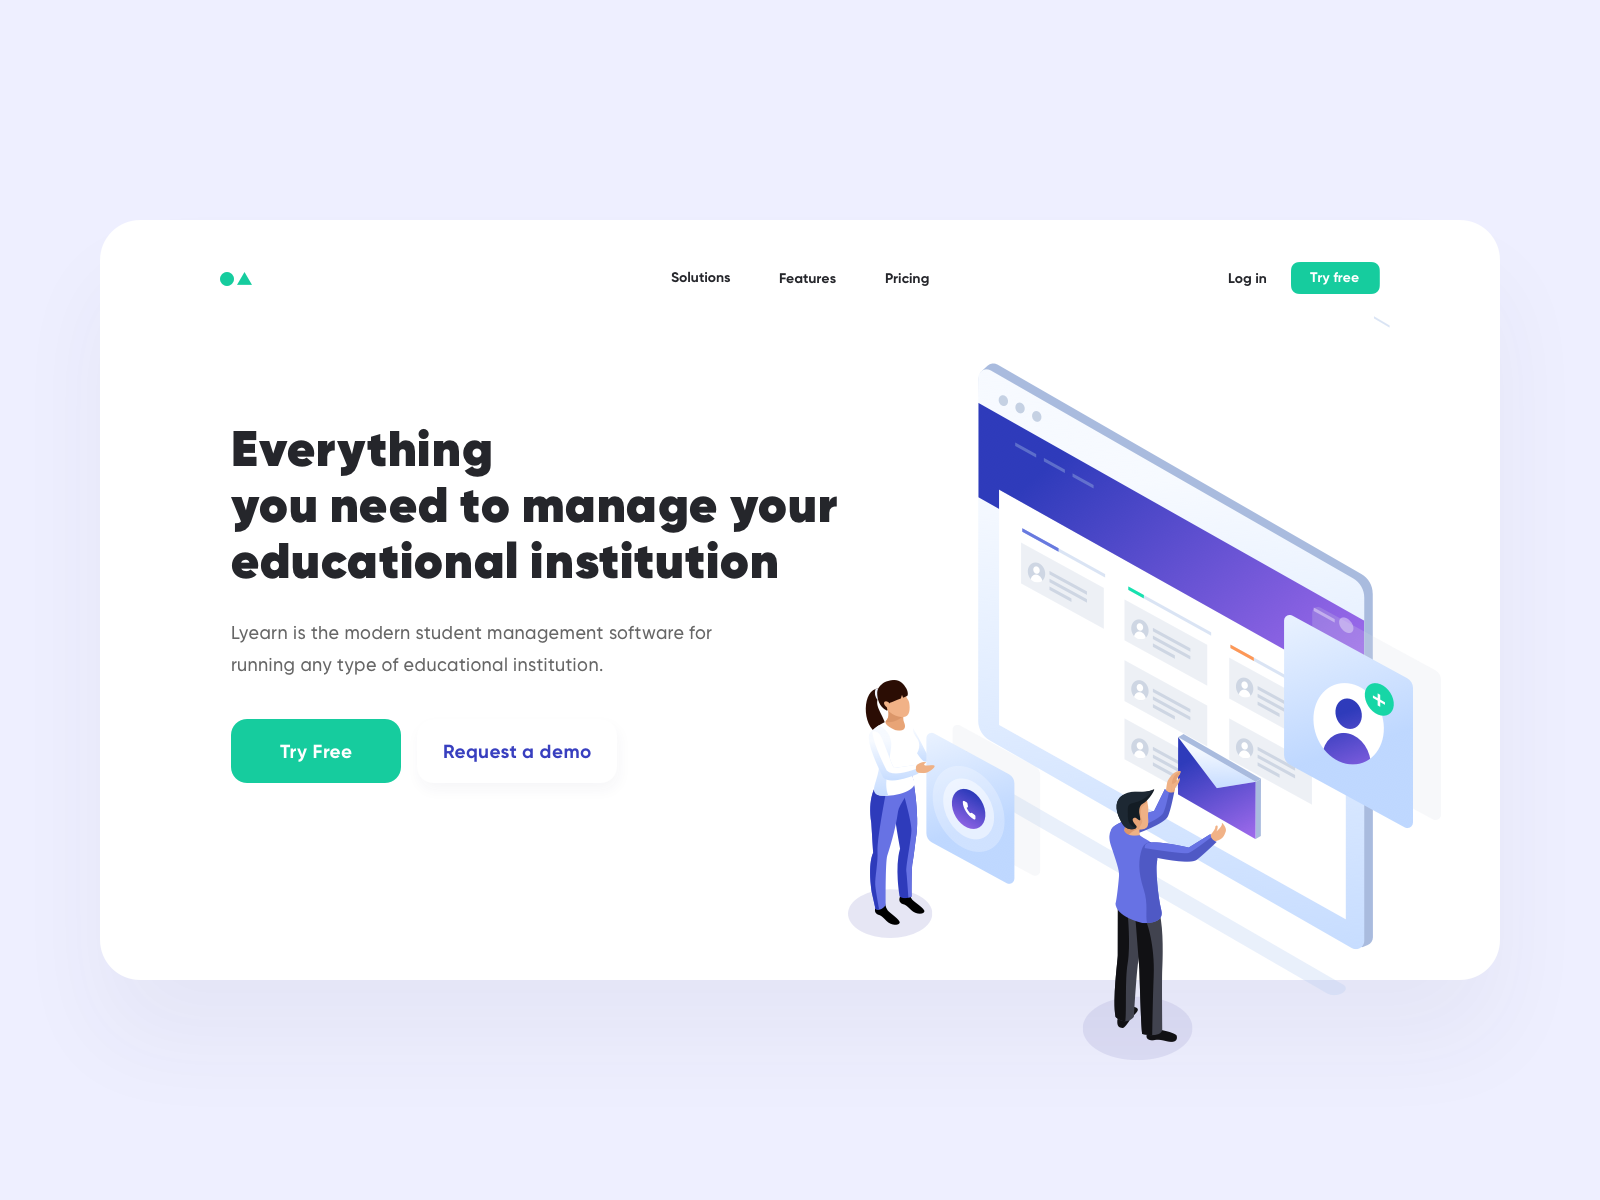 Solutions
Features
Pricing
Log in
Try free
Everything
you need to manage your
educational institution
Lyearn is the modern student management software for
running any type of educational institution.
Try Free
Request a demo